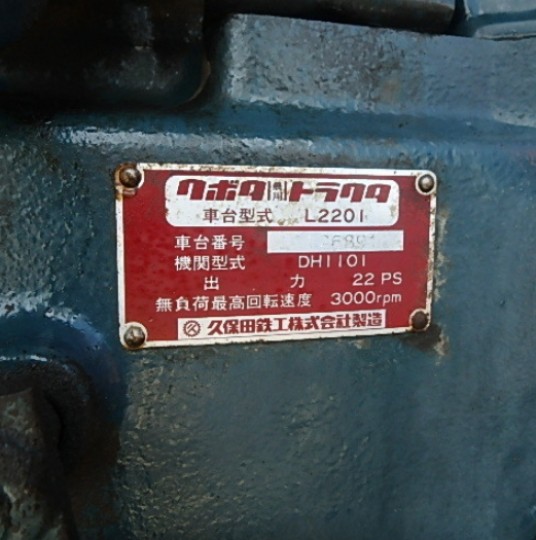 クボタ トラクタ
車台型式 L2201
車台番号
機関型式 DH1101
出力 22 PS
無負荷最高回転速度 3000rpm
久保田鉄工株式会社製造